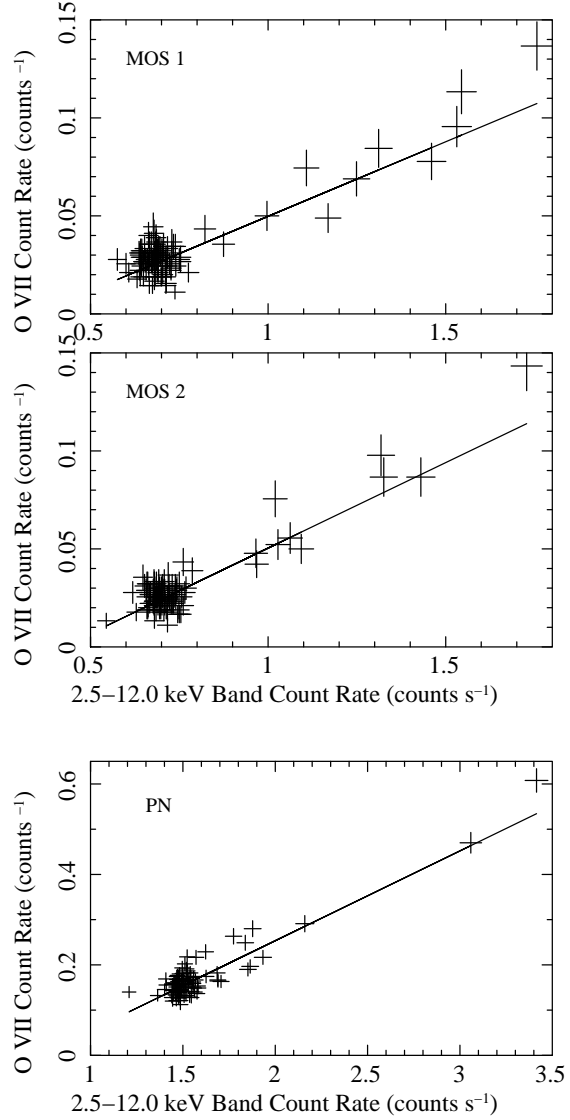 MOS 1
O VII Count Rate (counts ⁻¹)
0 0.05 0.1 0.15
0.5 1 1.5
MOS 2
O VII Count Rate (counts ⁻¹)
0 0.05 0.1 0.15
0.5 1 1.5
2.5−12.0 keV Band Count Rate (counts s⁻¹)
PN
O VII Count Rate (counts ⁻¹)
0 0.2 0.4 0.6
1 1.5 2 2.5 3 3.5
2.5−12.0 keV Band Count Rate (counts s⁻¹)